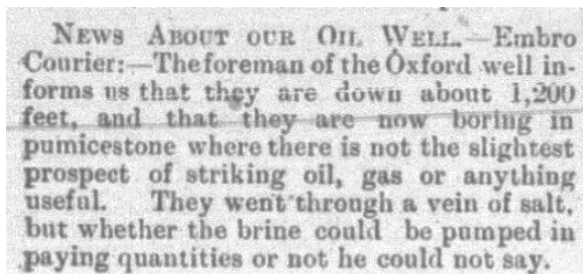 NEWS ABOUT OUR OIL WELL.—Embro
Courier:—The foreman of the Oxford well in-
forms us that they are down about 1,200
feet, and that they are now boring in
pumicestone where there is not the slightest
prospect of striking oil, gas or anything
useful. They went through a vein of salt,
but whether the brine could be pumped in
paying quantities or not he could not say.